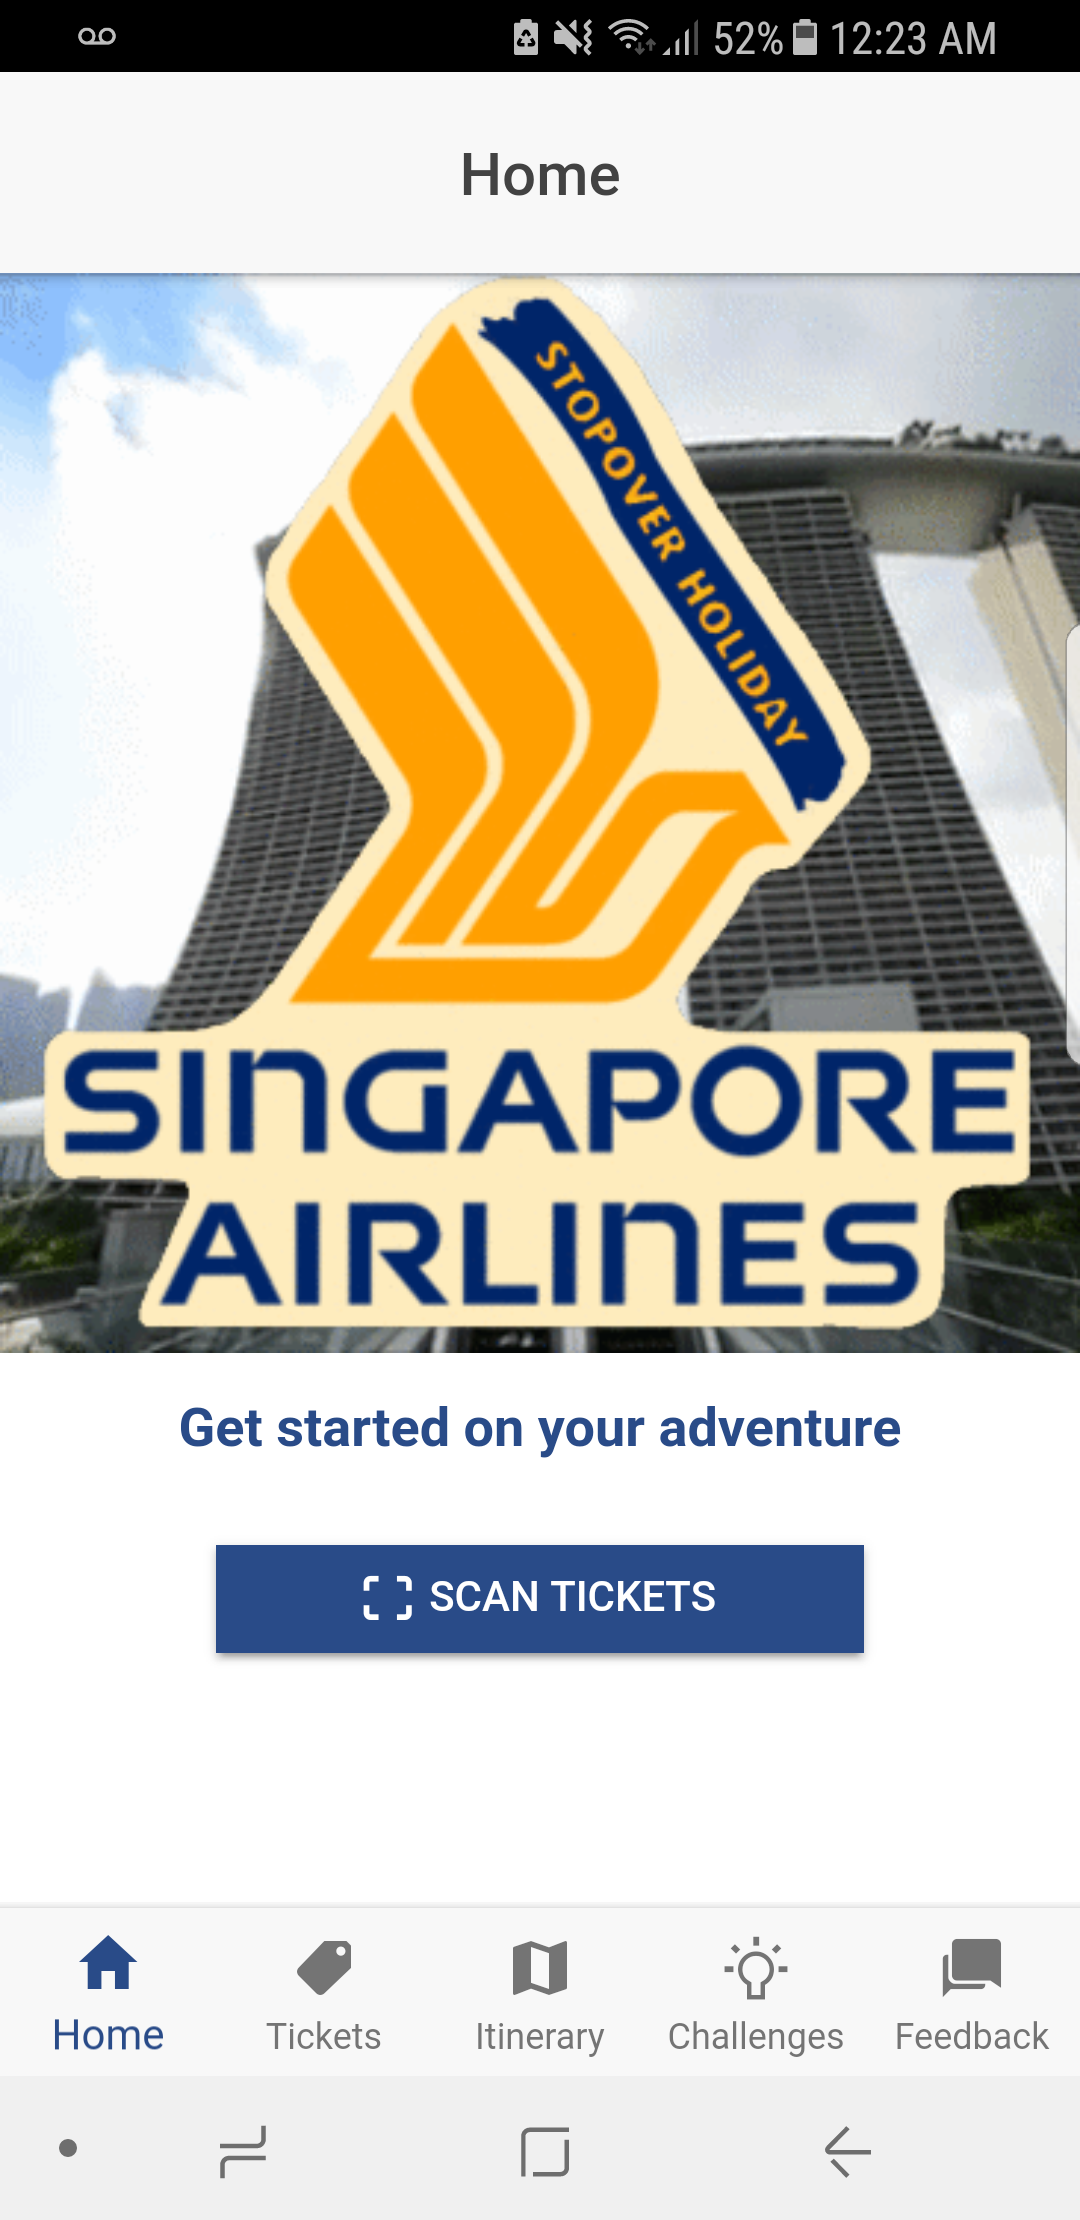 52% 12:23 AM
Home
STOPOVER HOLIDAY
SINGAPORE
AIRLINES
Get started on your adventure
SCAN TICKETS
Home Tickets Itinerary Challenges Feedback